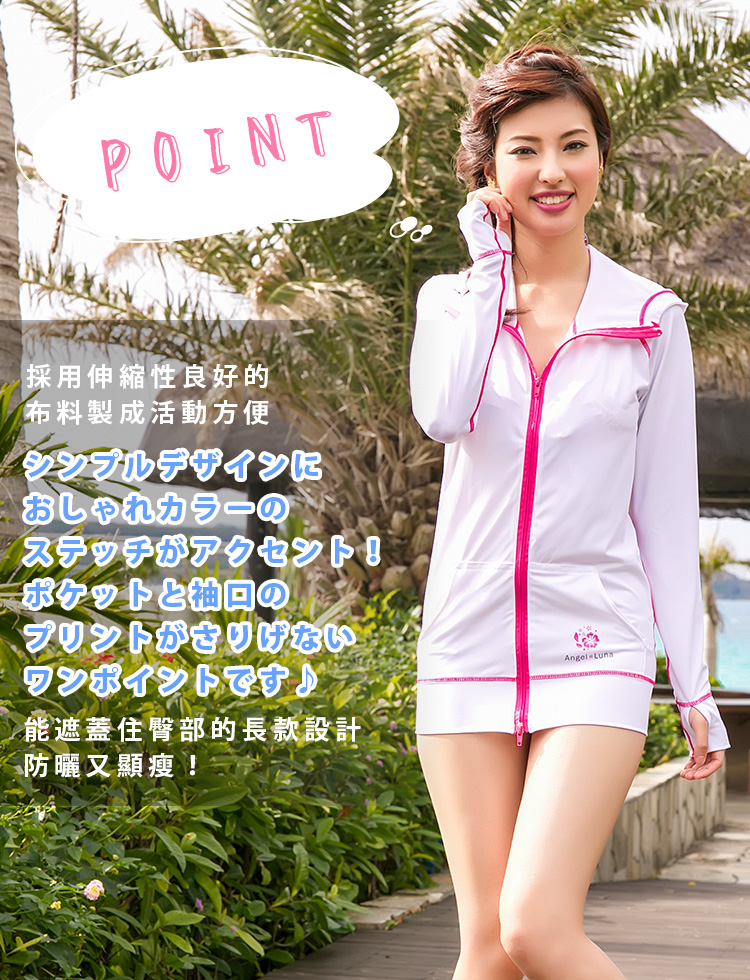 POINT
採用伸縮性良好的
布料製成活動方便
シンプルデザインに
おしゃれカラーの
ステッチがアクセント！
ポケットと袖口の
プリントがさりげない
ワンポイントです♪
能遮蓋住臀部的長款設計
防曬又顯瘦！
Angel Luna